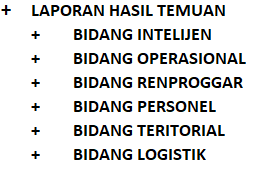 + LAPORAN HASIL TEMUAN
+ BIDANG INTELIJEN
+ BIDANG OPERASIONAL
+ BIDANG RENPROGGAR
+ BIDANG PERSONEL
+ BIDANG TERITORIAL
+ BIDANG LOGISTIK